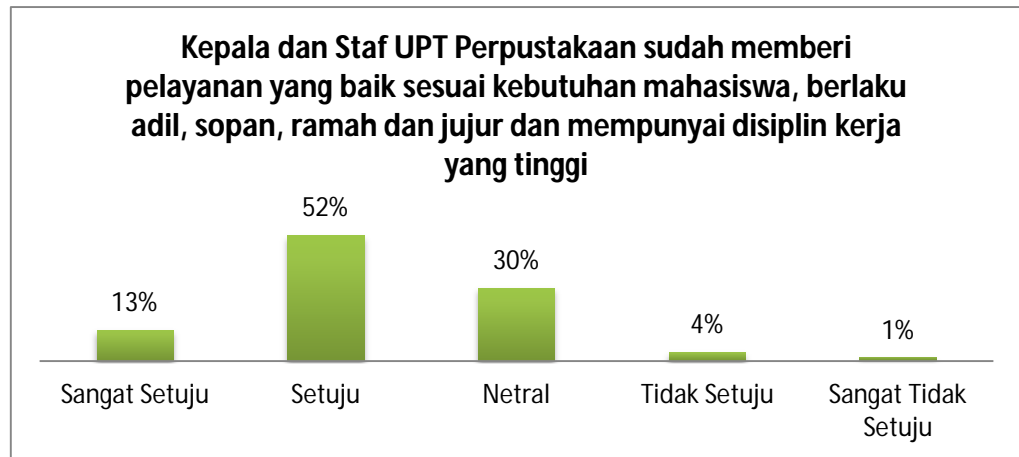 Kepala dan Staf UPT Perpustakaan sudah memberi
pelayanan yang baik sesuai kebutuhan mahasiswa, berlaku
adil, sopan, ramah dan jujur dan mempunyai disiplin kerja
yang tinggi
13%
52%
30%
4%
1%
Sangat Setuju
Setuju
Netral
Tidak Setuju
Sangat Tidak
Setuju